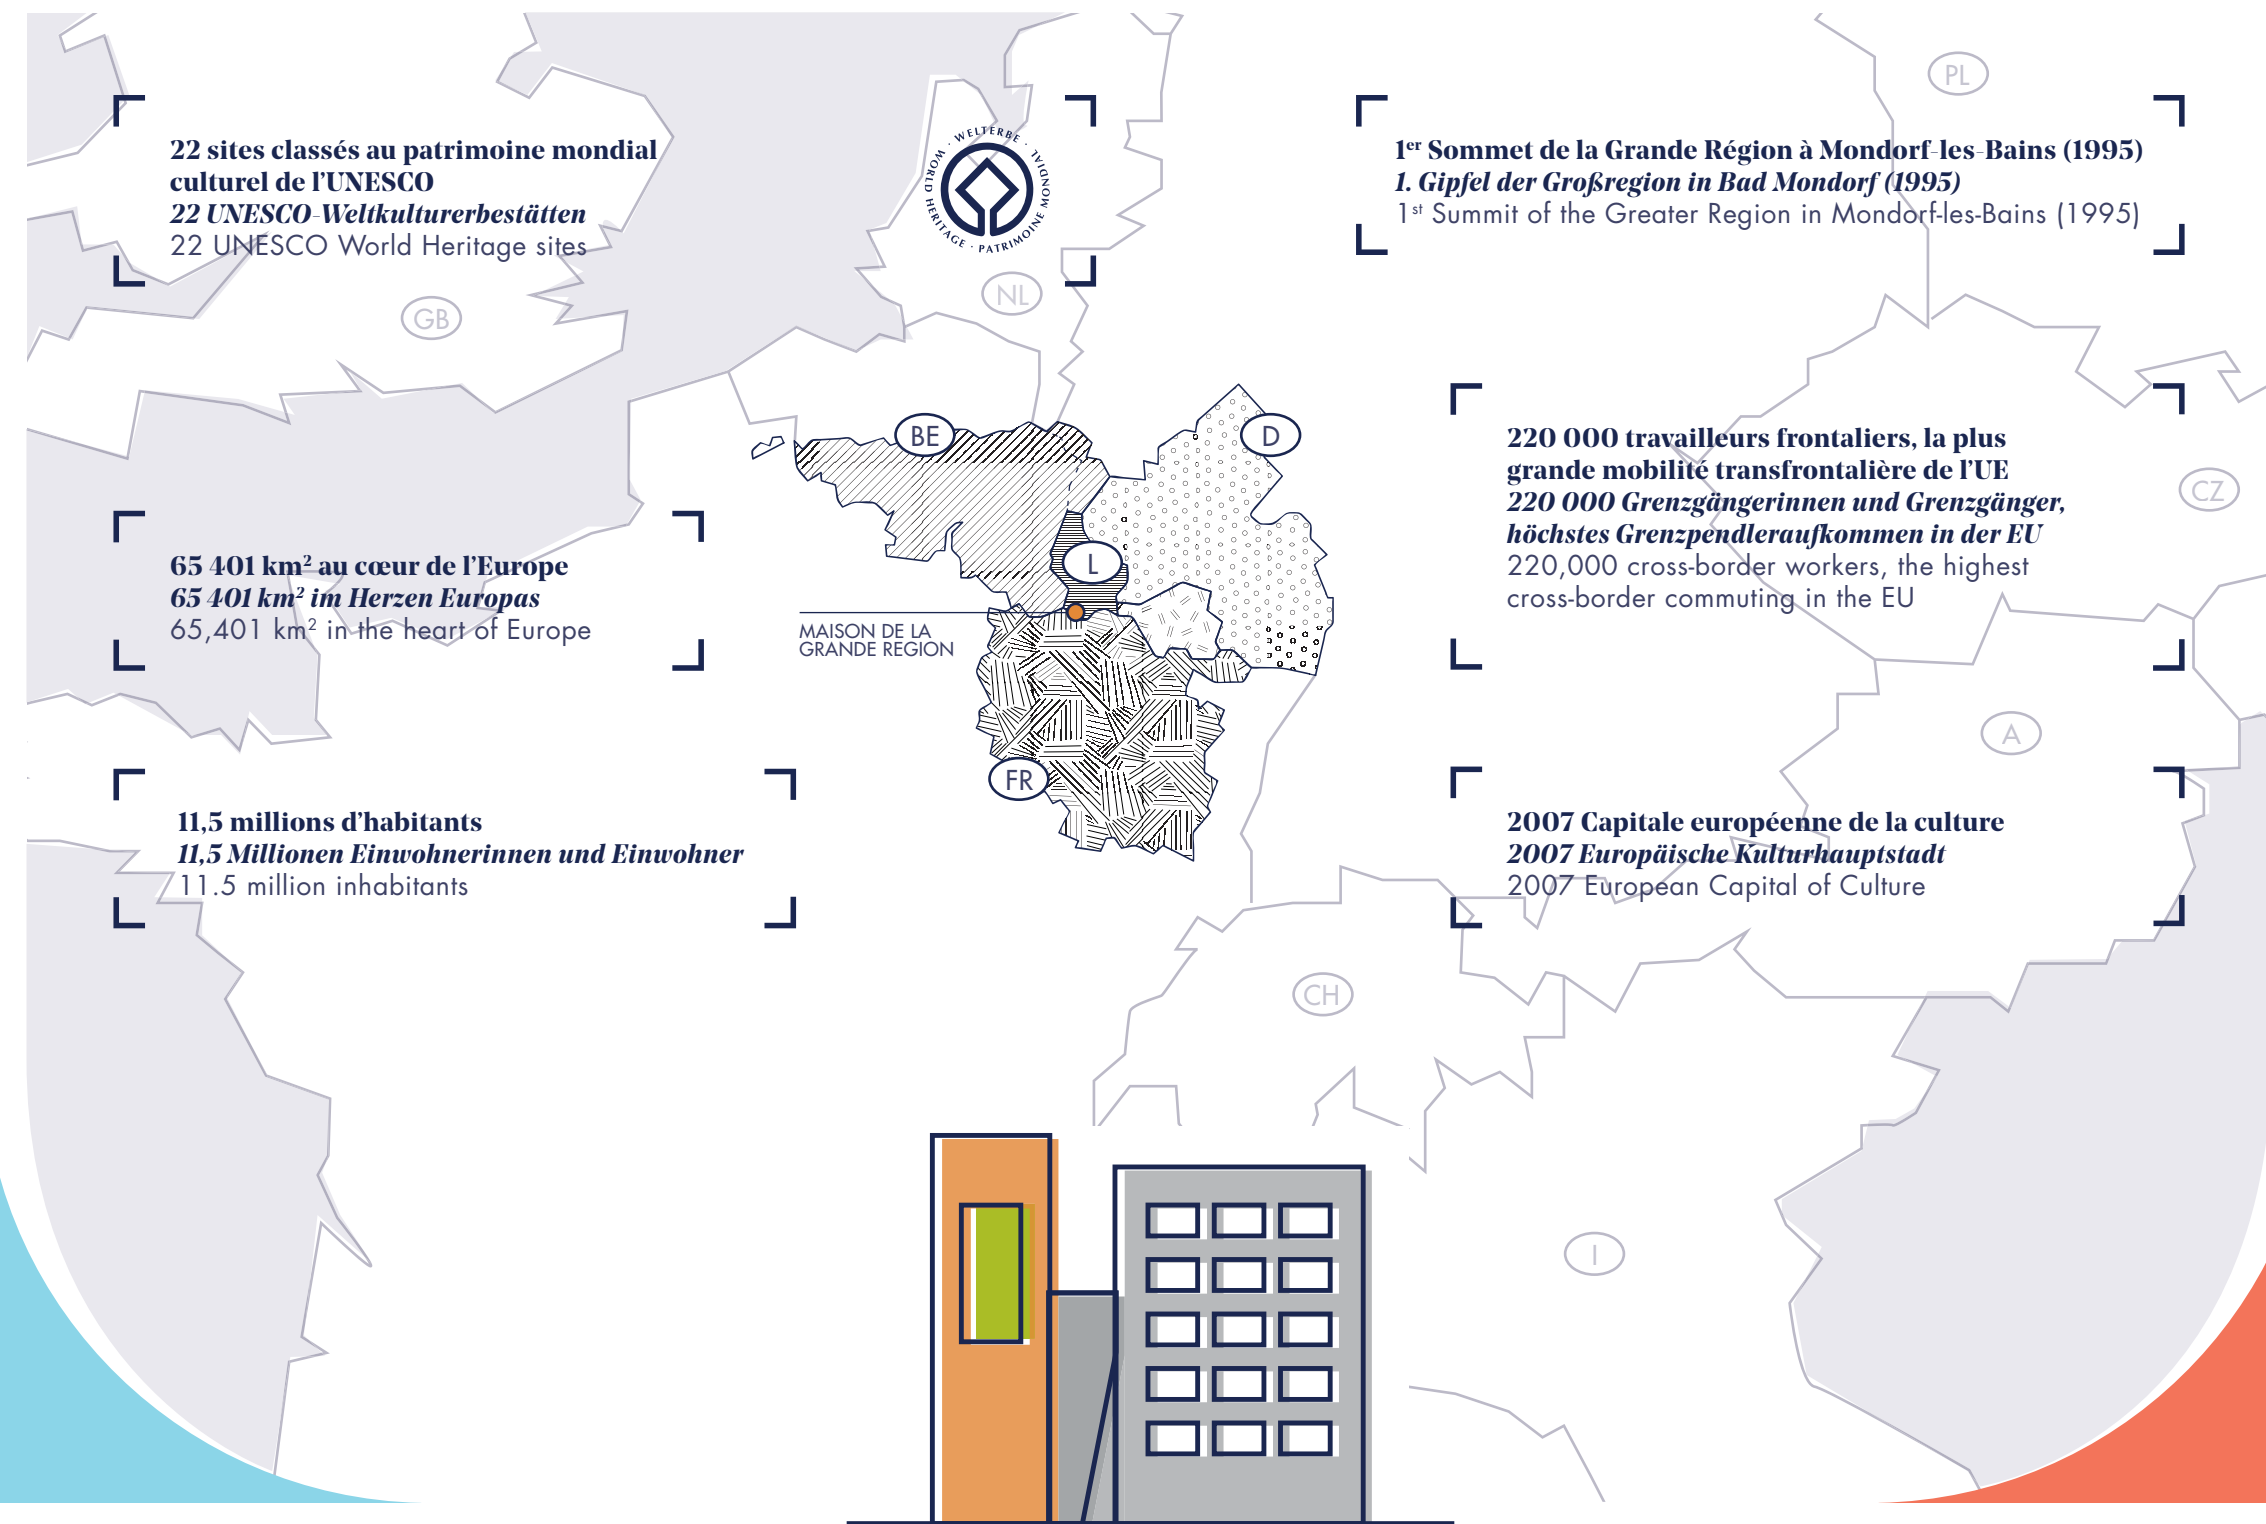 22 sites classés au patrimoine mondial
culturel de l'UNESCO
22 UNESCO-Weltkulturerbestätten
22 UNESCO World Heritage sites
WORLD HERITAGE · WELTERBE · PATRIMOINE MONDIAL ·
1er Sommet de la Grande Région à Mondorf-les-Bains (1995)
1. Gipfel der Großregion in Bad Mondorf (1995)
1st Summit of the Greater Region in Mondorf-les-Bains (1995)
PL
NL
GB
BE
D
L
FR
MAISON DE LA
GRANDE REGION
220 000 travailleurs frontaliers, la plus
grande mobilité transfrontalière de l'UE
220 000 Grenzgängerinnen und Grenzgänger,
höchstes Grenzpendleraufkommen in der EU
220,000 cross-border workers, the highest
cross-border commuting in the EU
CZ
65 401 km² au cœur de l'Europe
65 401 km² im Herzen Europas
65,401 km² in the heart of Europe
A
11,5 millions d'habitants
11,5 Millionen Einwohnerinnen und Einwohner
11.5 million inhabitants
2007 Capitale européenne de la culture
2007 Europäische Kulturhauptstadt
2007 European Capital of Culture
CH
I